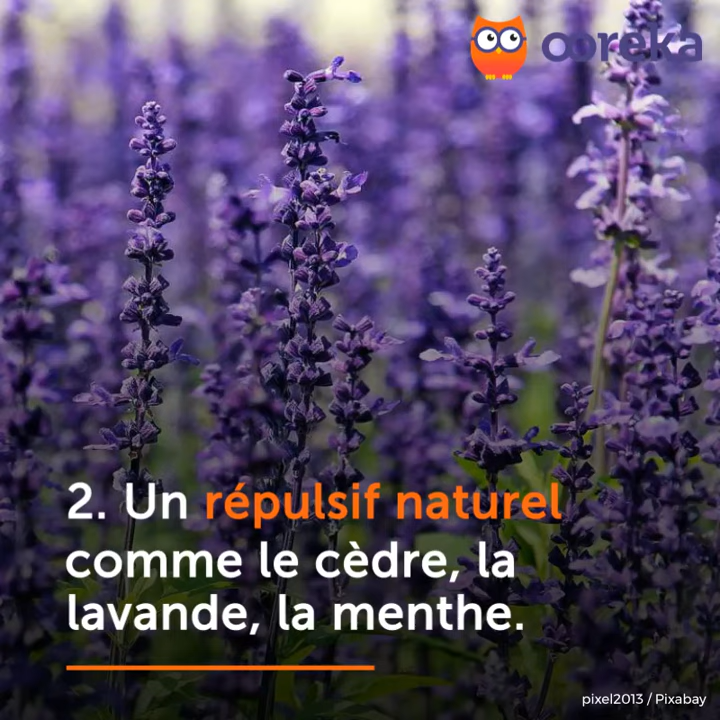 ooreka
2. Un répulsif naturel
comme le cèdre, la
lavande, la menthe.
pixel2013 / Pixabay